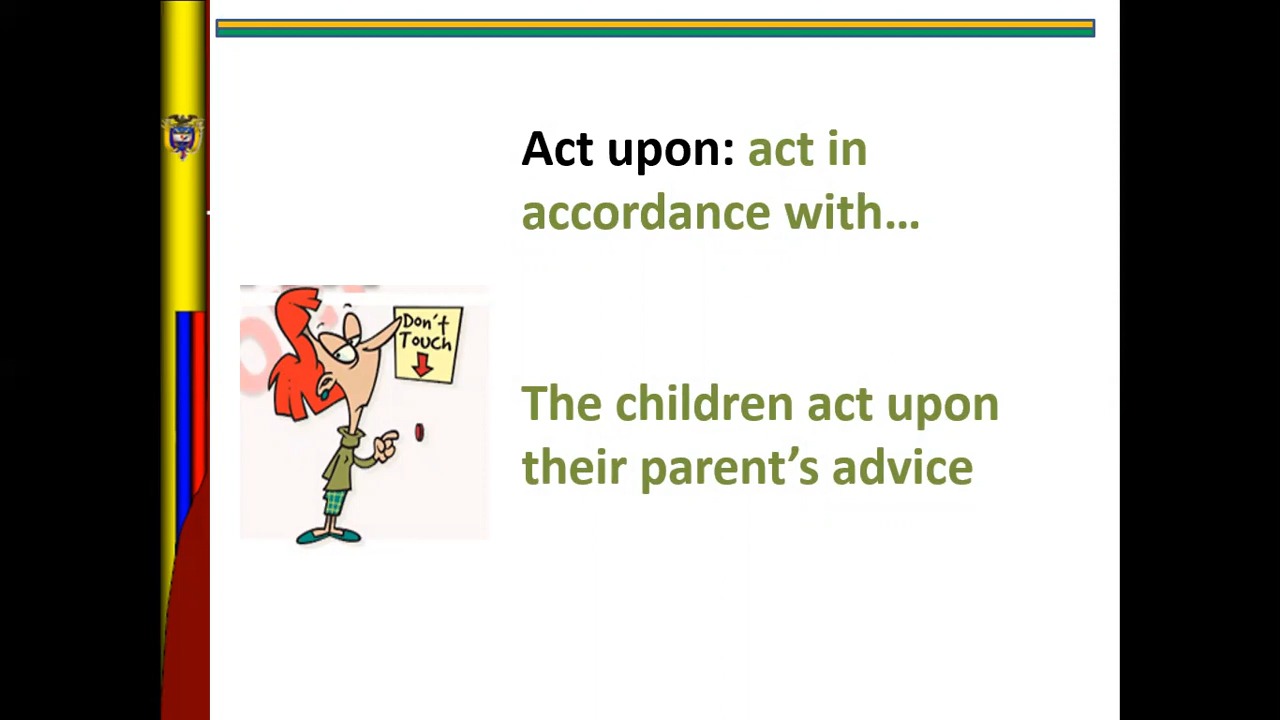 Act upon: act in
accordance with…
Don't
Touch
The children act upon
their parent’s advice